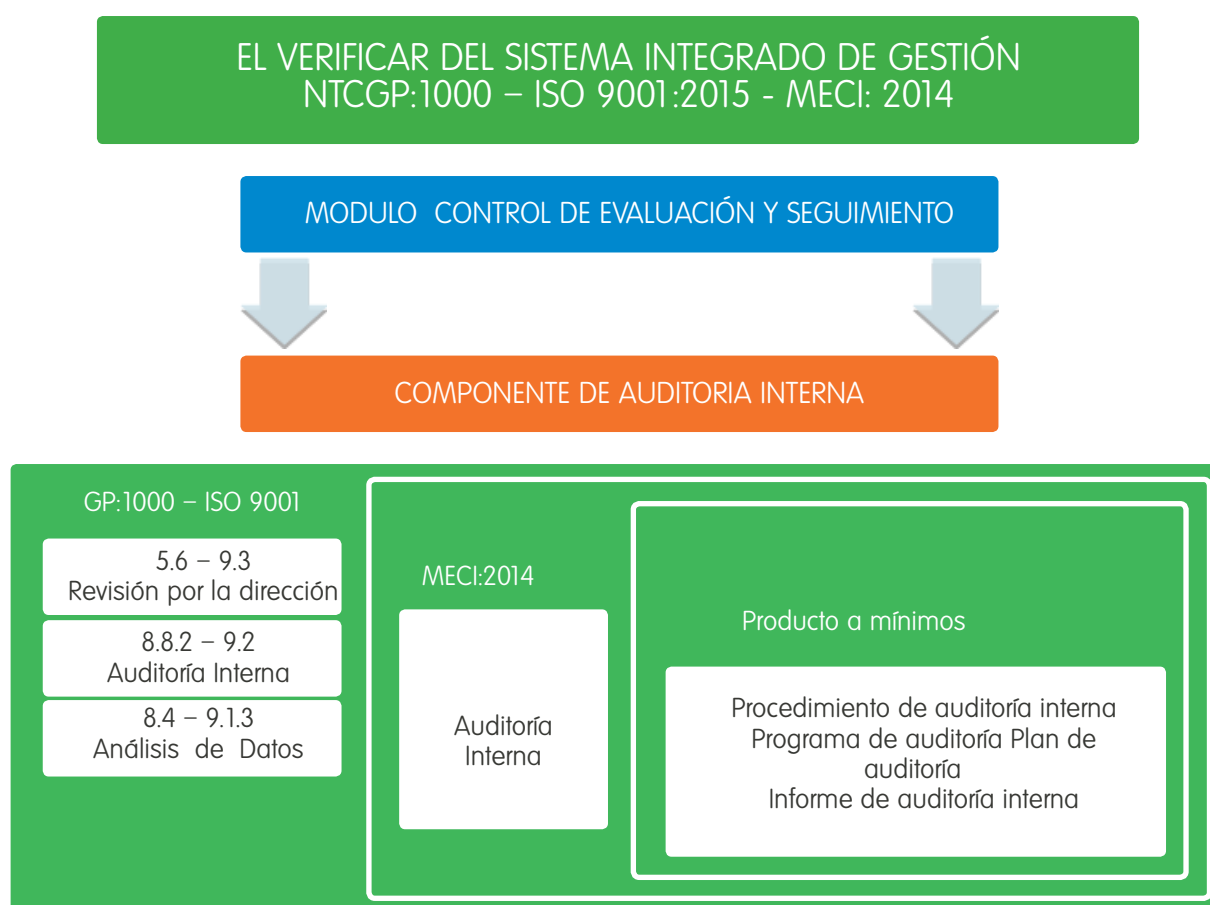 EL VERIFICAR DEL SISTEMA INTEGRADO DE GESTIÓN
NTCGP:1000 – ISO 9001:2015 - MECI: 2014
MODULO CONTROL DE EVALUACIÓN Y SEGUIMIENTO
COMPONENTE DE AUDITORIA INTERNA
GP:1000 – ISO 9001
5.6 – 9.3
Revisión por la dirección
8.8.2 – 9.2
Auditoría Interna
8.4 – 9.1.3
Análisis de Datos
MECI:2014
Auditoría
Interna
Producto a mínimos
Procedimiento de auditoría interna
Programa de auditoría Plan de
auditoría
Informe de auditoría interna